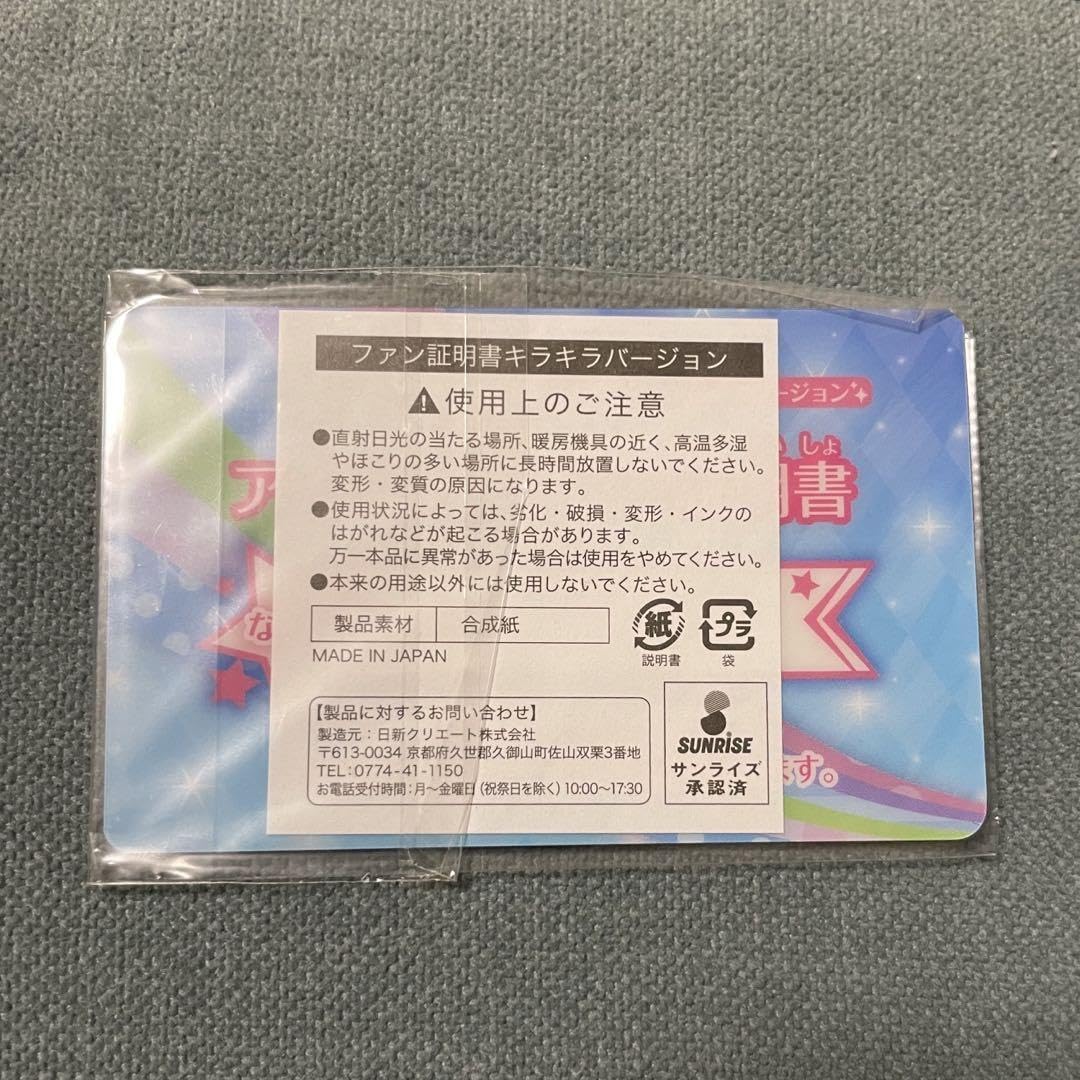 ファン証明書キラキラバージョン
使用上のご注意
●直射日光の当たる場所、暖房機具の近く、高温多湿
やほこりの多い場所に長時間放置しないでください。
変形・変質の原因になります。
●使用状況によっては、劣化・破損・変形・インクの
はがれなどが起こる場合があります。
万一本品に異常があった場合は使用をやめてください。
●本来の用途以外には使用しないでください。
製品素材 合成紙
紙 プラ
説明書 袋
MADE IN JAPAN
【製品に対するお問い合わせ】
製造元:日新クリエート株式会社
〒613-0034 京都府久世郡久御山町佐山双栗3番地
TEL:0774-41-1150
お電話受付時間:月〜金曜日(祝祭日を除く)10:00〜17:30
SUNRISE
サンライズ
承認済
ージョン
しょ
ア
明書
な
ます。